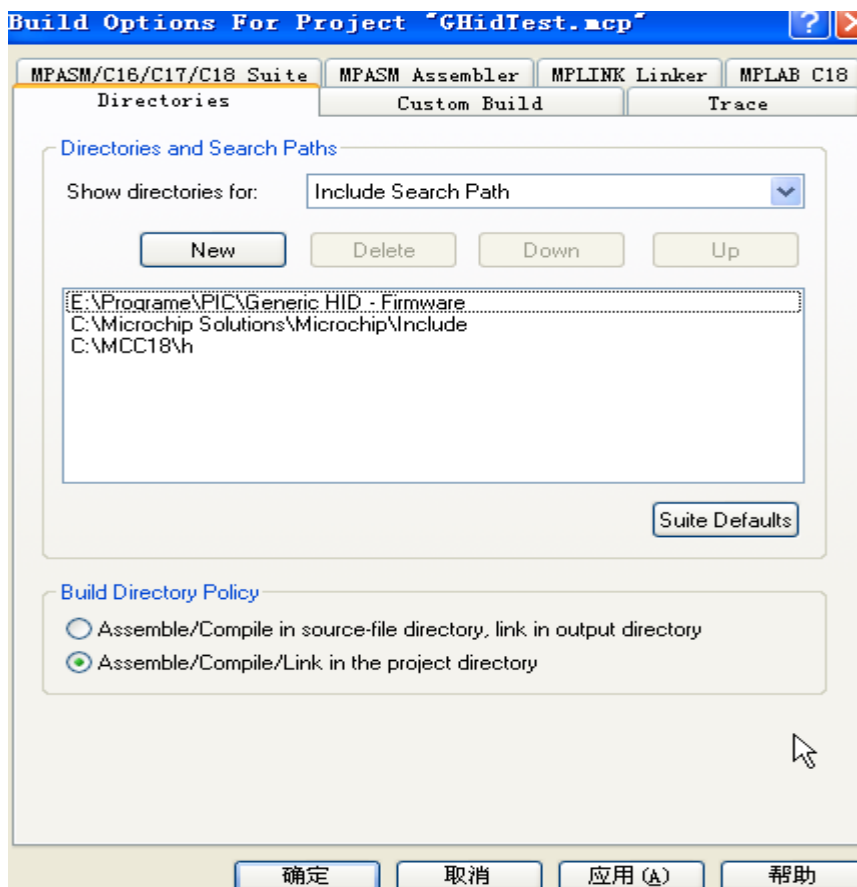 Build Options For Project "GHidTest.mcp"
MPASM/C16/C17/C18 Suite MPASM Assembler MPLINK Linker MPLAB C18
Directories Custom Build Trace
Directories and Search Paths
Show directories for: Include Search Path
New Delete Down Up
E:\Programe\PIC\Generic HID - Firmware
C:\Microchip Solutions\Microchip\Include
C:\MCC18\h
Suite Defaults
Build Directory Policy
Assemble/Compile in source-file directory, link in output directory
Assemble/Compile/Link in the project directory
确定 取消 应用(A) 帮助